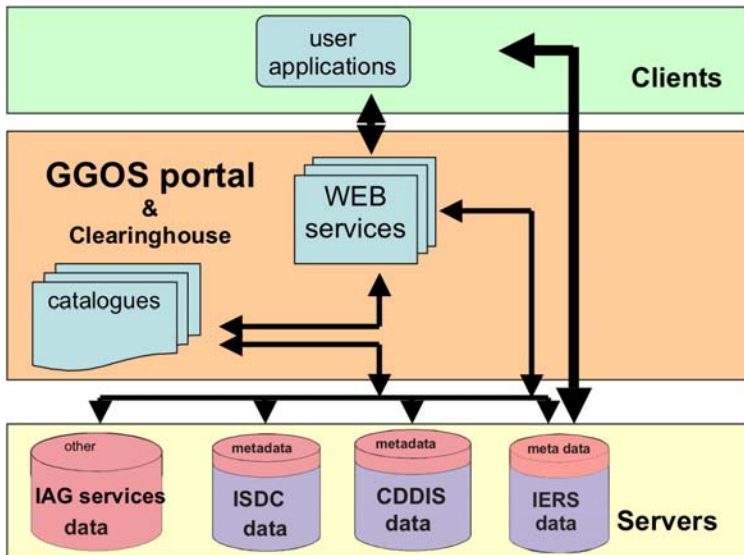 user
applications
Clients
GGOS portal
&
Clearinghouse
WEB
services
catalogues
other
IAG services
data
metadata
ISDC
data
metadata
CDDIS
data
meta data
IERS
data
Servers